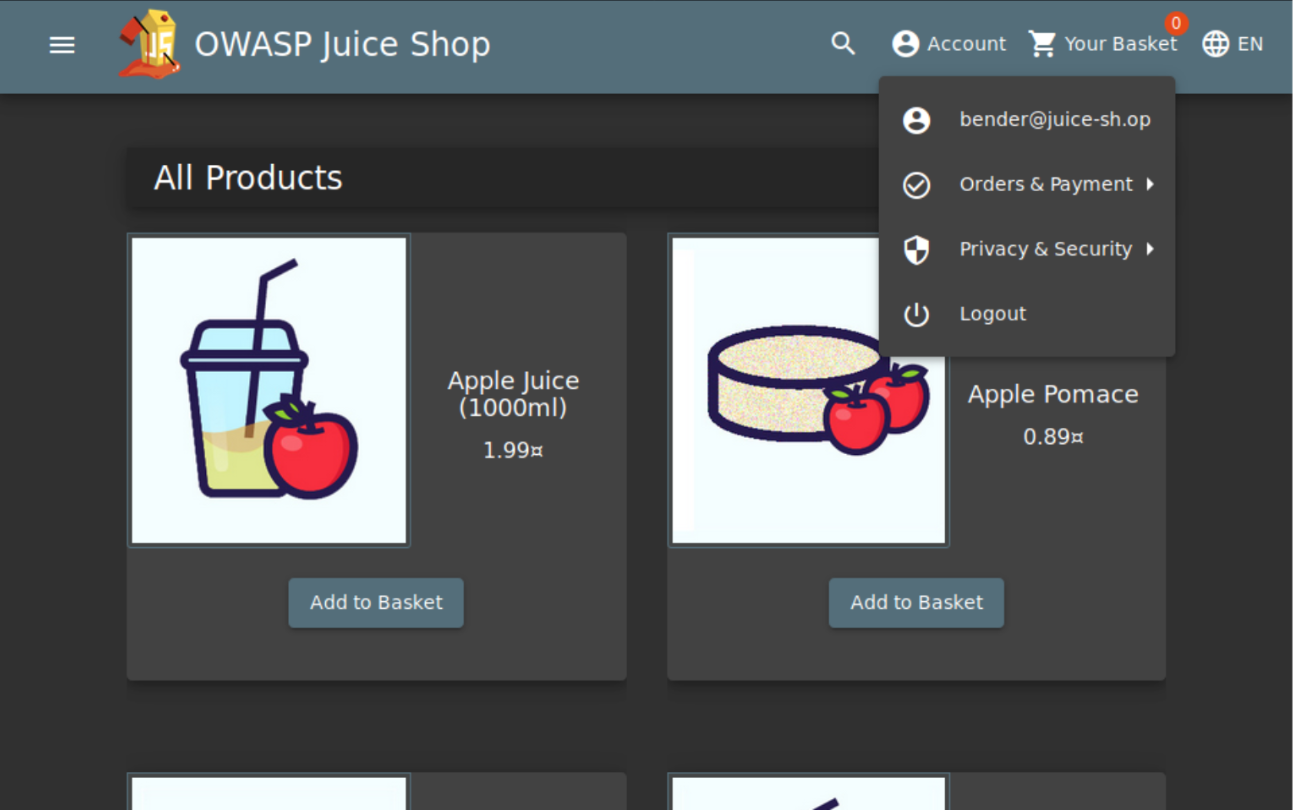 OWASP Juice Shop
Account
0
Your Basket
EN
bender@juice-sh.op
Orders & Payment
Privacy & Security
Logout
All Products
Apple Juice
(1000ml)
1.99¤
Add to Basket
Apple Pomace
0.89¤
Add to Basket